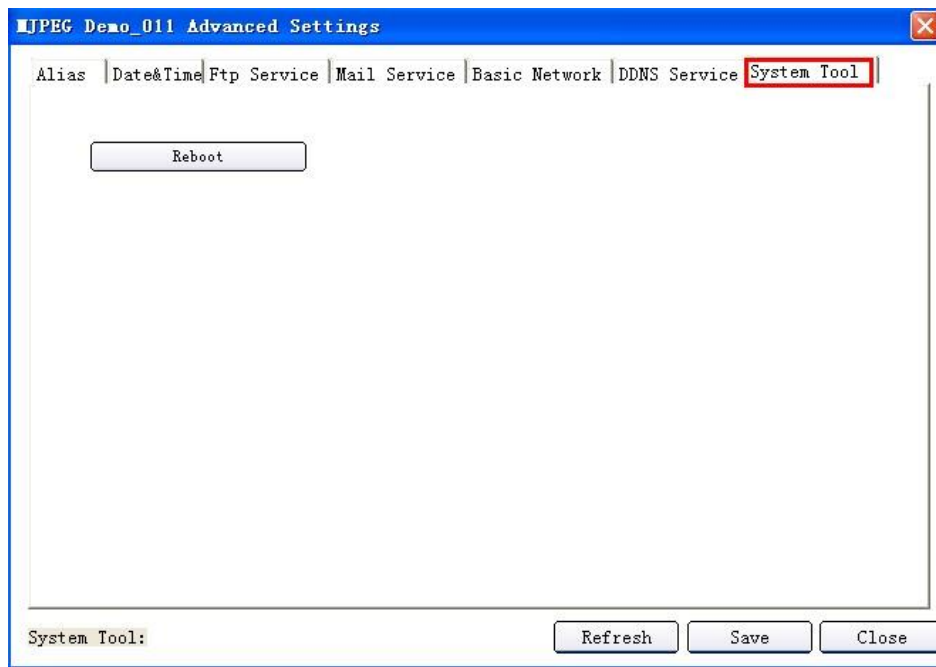 MJPEG Demo_011 Advanced Settings
Alias Date&Time Ftp Service Mail Service Basic Network DDNS Service System Tool
Reboot
System Tool: Refresh Save Close